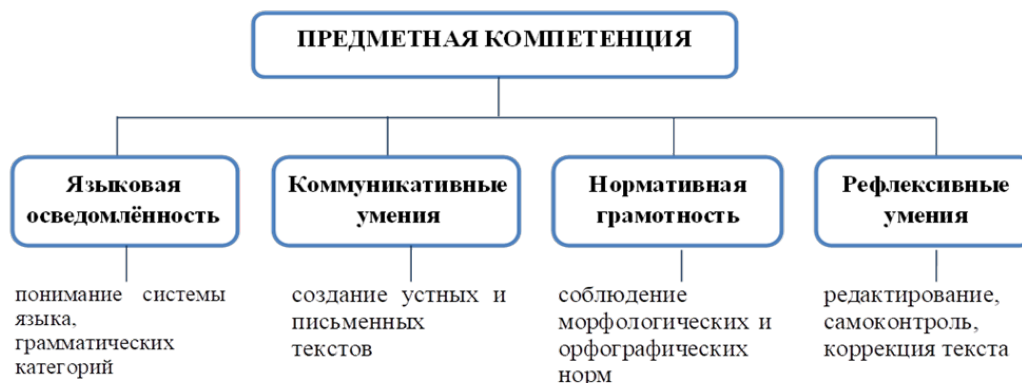 ПРЕДМЕТНАЯ КОМПЕТЕНЦИЯ
Языковая
осведомлённость
Коммуникативные
умения
Нормативная
грамотность
Рефлексивные
умения
понимание системы
языка,
грамматических
категорий
создание устных и
письменных
текстов
соблюдение
морфологических и
орфографических
норм
редактирование,
самоконтроль,
коррекция текста